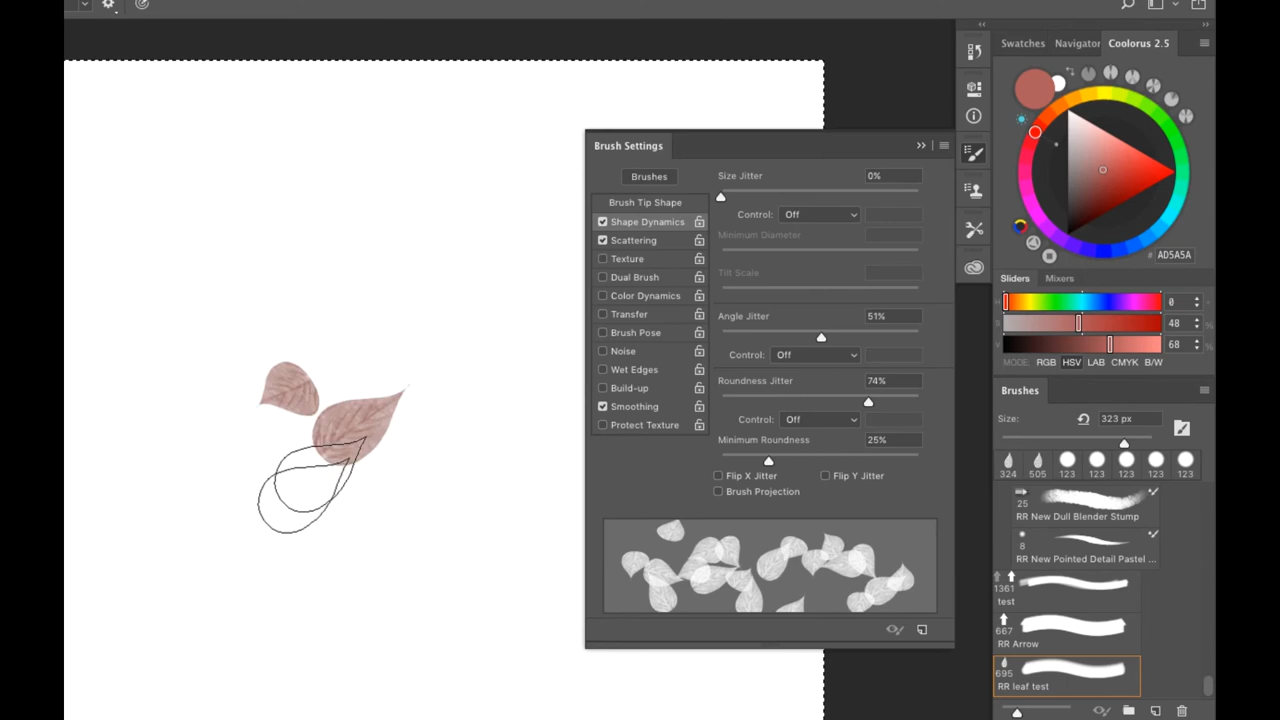 Swatches Navigator Coolorus 2.5
# AD5A5A
Sliders Mixers
H 0
S 48 %
V 68 %
MODE: RGB HSV LAB CMYK B/W
Brushes
Size: 323 px
324 505 123 123 123 123 123
25
RR New Dull Blender Stump
8
RR New Pointed Detail Pastel ...
1361
test
667
RR Arrow
695
RR leaf test
Brush Settings
Brushes
Brush Tip Shape
Shape Dynamics
Scattering
Texture
Dual Brush
Color Dynamics
Transfer
Brush Pose
Noise
Wet Edges
Build-up
Smoothing
Protect Texture
Size Jitter 0%
Control: Off
Minimum Diameter
Tilt Scale
Angle Jitter 51%
Control: Off
Roundness Jitter 74%
Control: Off
Minimum Roundness 25%
Flip X Jitter Flip Y Jitter
Brush Projection